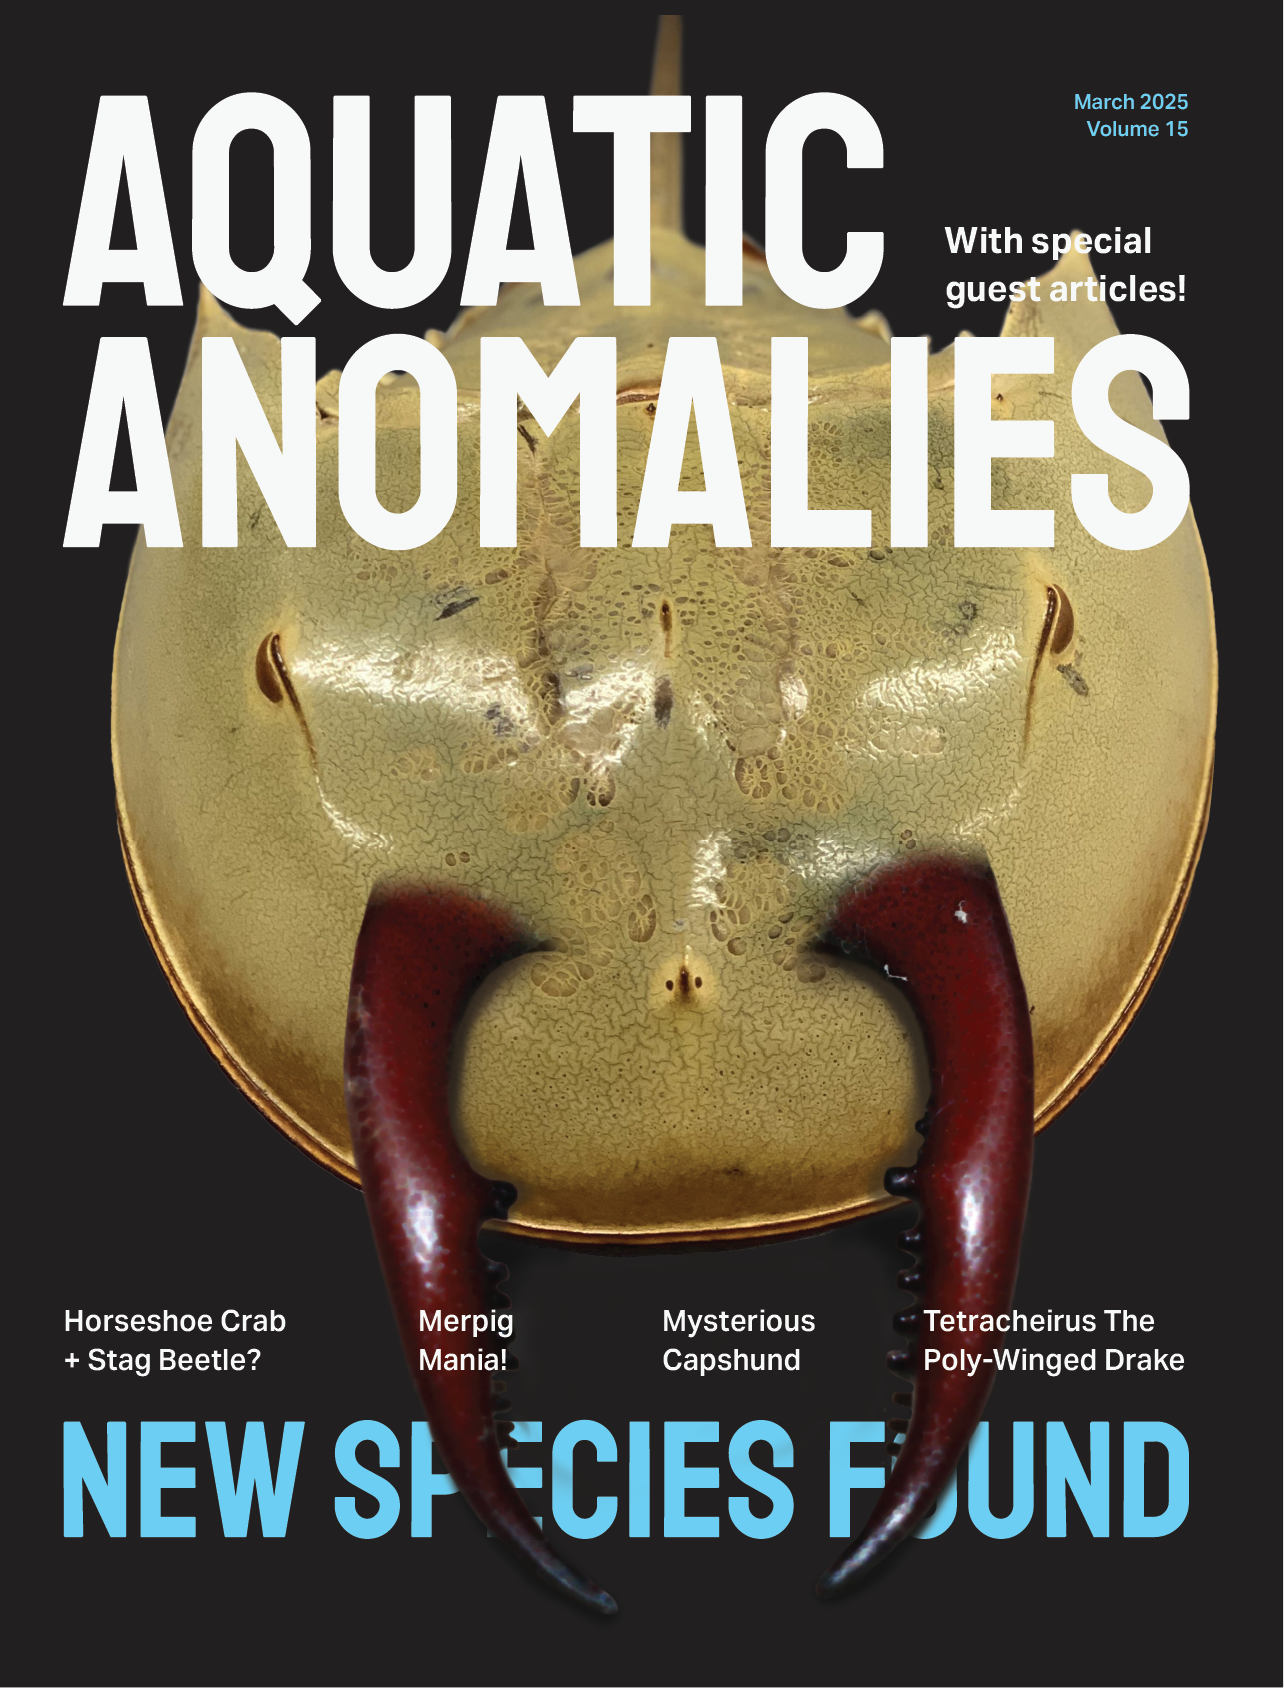 AQUATIC
March 2025
Volume 15
With special
guest articles!
ANOMALIES
Horseshoe Crab
+ Stag Beetle?
Merpig
Mania!
Mysterious
Capshund
Tetracheirus The
Poly-Winged Drake
NEW SPECIES FOUND